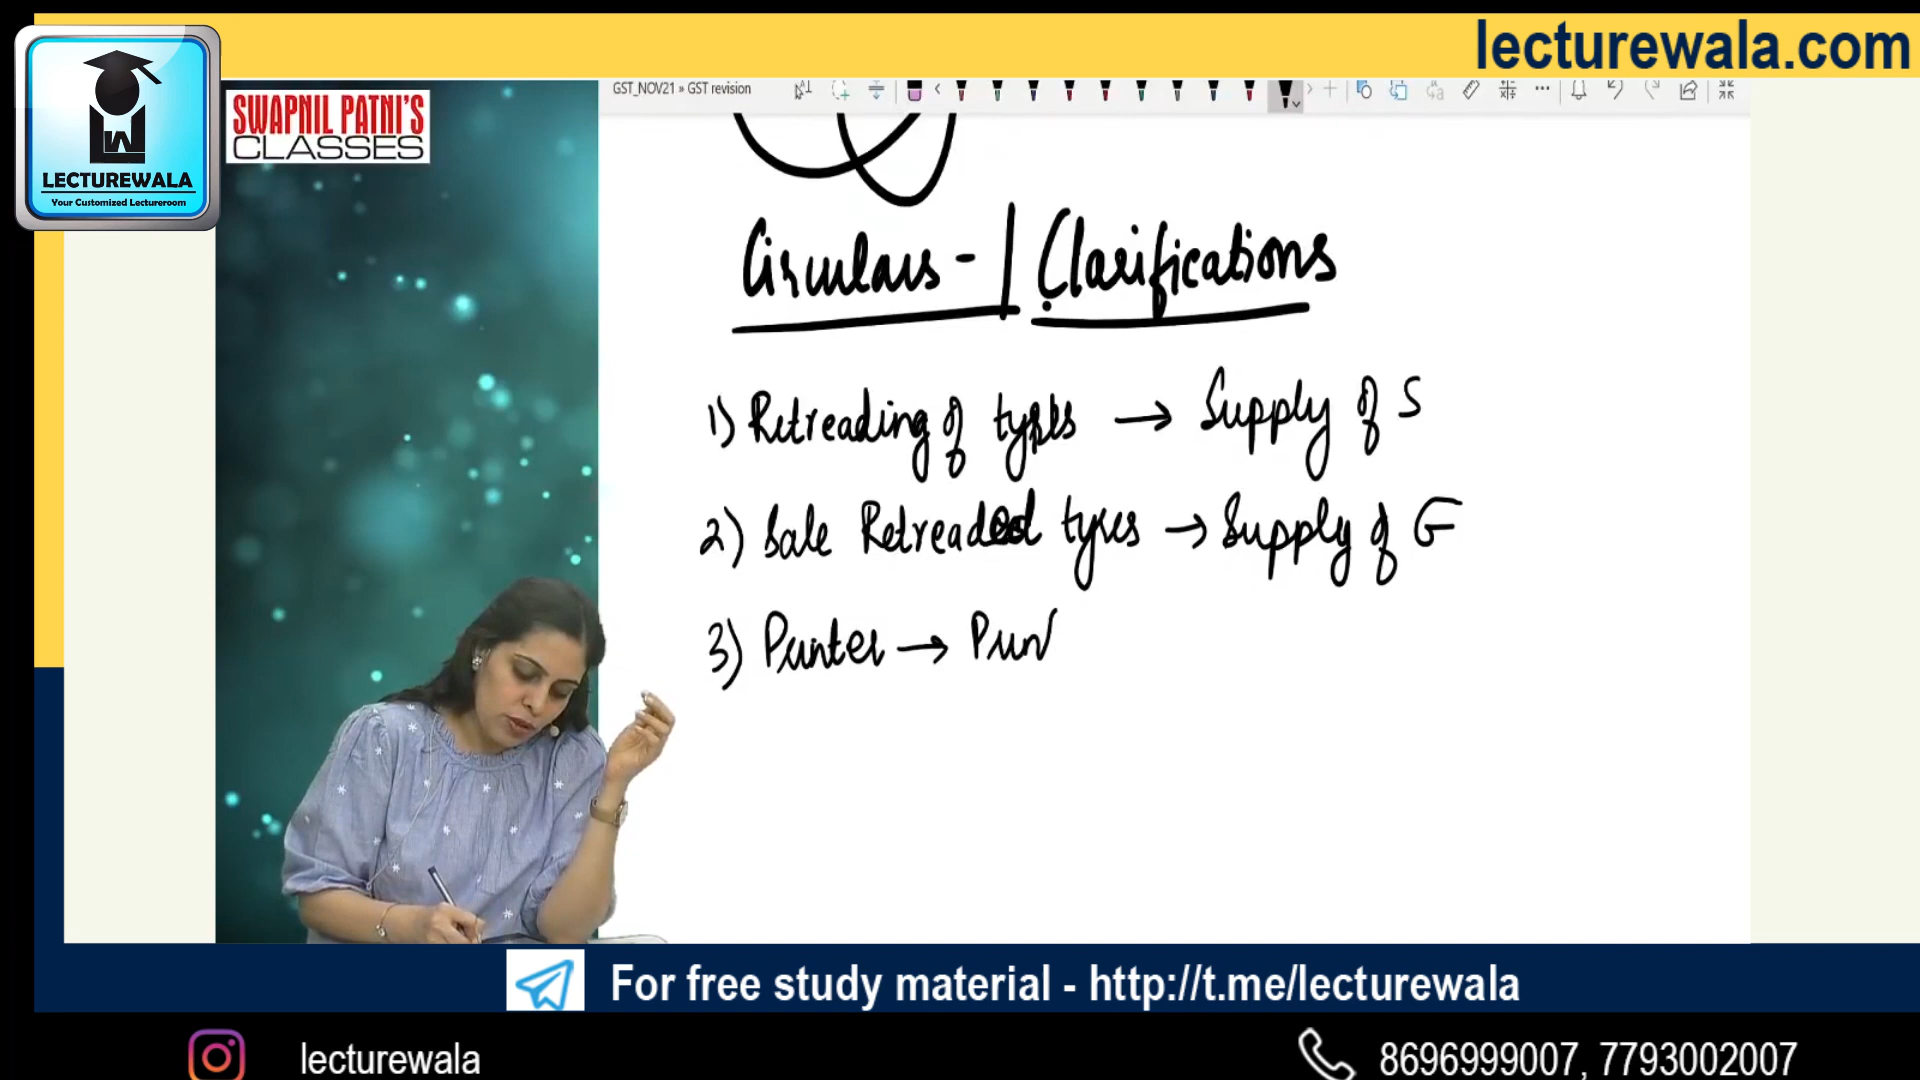 lecturewala.com
GST_NOV21 » GST revision
SWAPNIL PATNI'S
CLASSES
LW
LECTUREWALA
Your Customized Lectureroom
Circulars - | Clarifications
1) Retreading of tyres → Supply of S
2) Sale Retreaded tyres → Supply of G
3) Printer → Prin
For free study material - http://t.me/lecturewala
lecturewala
8696999007, 7793002007